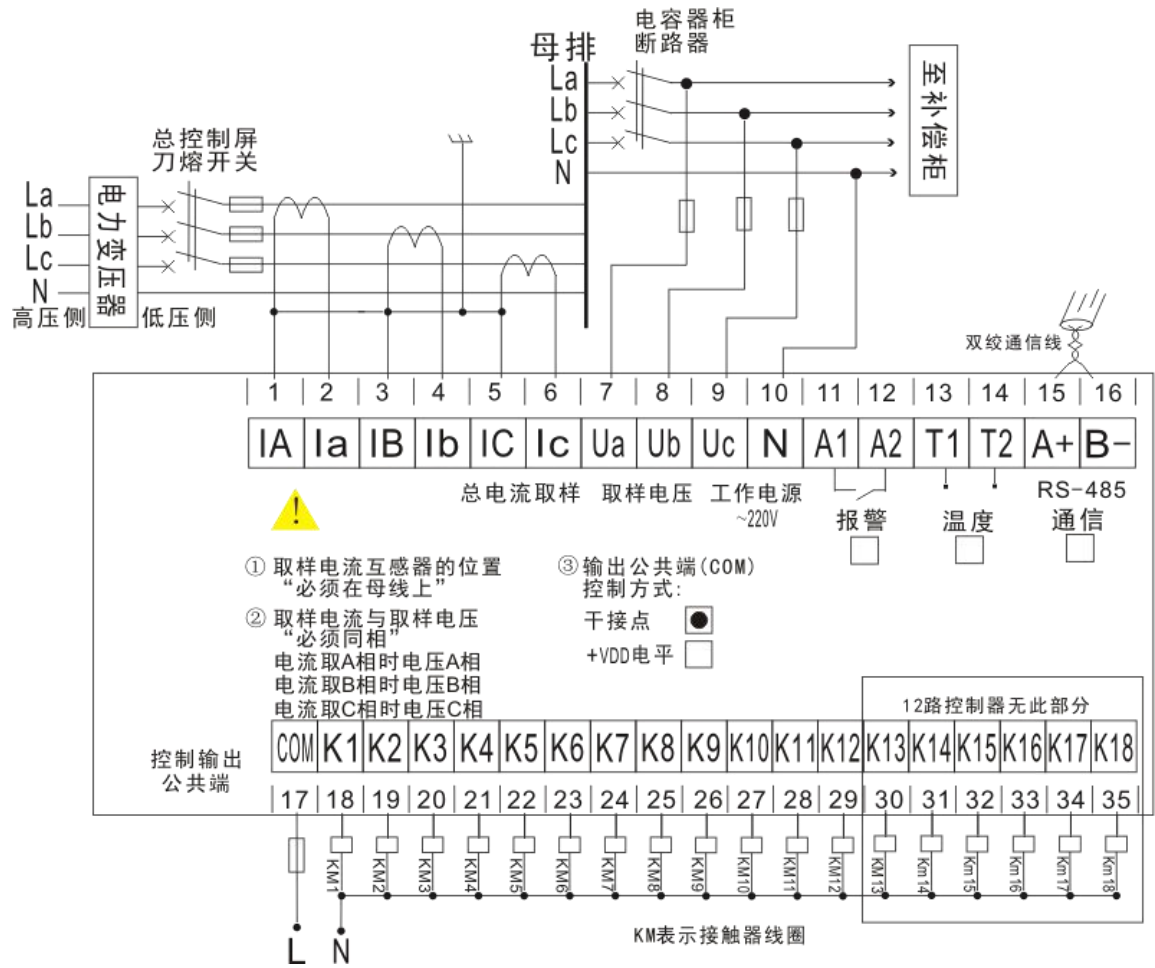 电容器柜
断路器
母排
La
Lb
Lc
N
至补偿柜
总控制屏
刀熔开关
La
Lb
Lc
N
电力变压器
高压侧
低压侧
双绞通信线
1 2 3 4 5 6 7 8 9 10 11 12 13 14 15 16
IA Ia IB Ib IC Ic Ua Ub Uc N A1 A2 T1 T2 A+ B-
总电流取样 取样电压 工作电源
~220V
报警
温度
RS-485
通信
!
① 取样电流互感器的位置
“必须在母线上”
② 取样电流与取样电压
“必须同相”
电流取A相时电压A相
电流取B相时电压B相
电流取C相时电压C相
③ 输出公共端(COM)
控制方式:
干接点
+VDD电平
12路控制器无此部分
控制输出
公共端
COM K1 K2 K3 K4 K5 K6 K7 K8 K9 K10 K11 K12 K13 K14 K15 K16 K17 K18
17 18 19 20 21 22 23 24 25 26 27 28 29 30 31 32 33 34 35
KM1 KM2 KM3 KM4 KM5 KM6 KM7 KM8 KM9 KM10 KM11 KM12 KM13 Km14 Km15 Km16 Km17 Km18
L N
KM表示接触器线圈